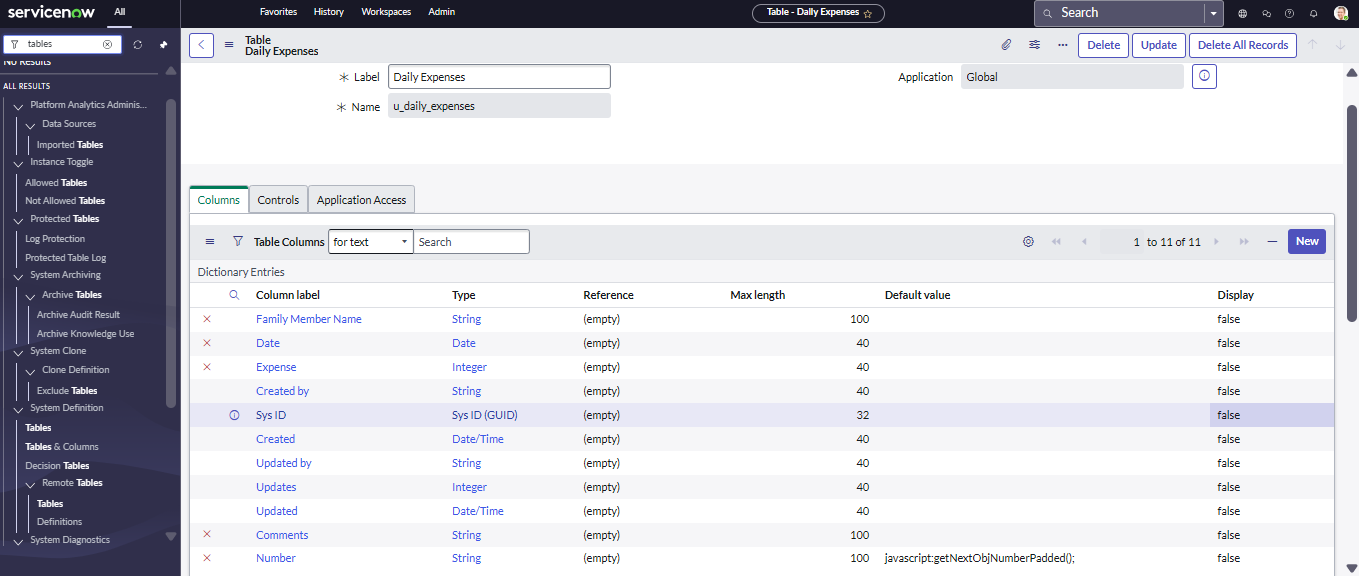 servicenow All Favorites History Workspaces Admin Table - Daily Expenses Search
tables
No Results
ALL RESULTS
Platform Analytics Adminis...
Data Sources
Imported Tables
Instance Toggle
Allowed Tables
Not Allowed Tables
Protected Tables
Log Protection
Protected Table Log
System Archiving
Archive Tables
Archive Audit Result
Archive Knowledge Use
System Clone
Clone Definition
Exclude Tables
System Definition
Tables
Tables & Columns
Decision Tables
Remote Tables
Tables
Definitions
System Diagnostics
Table
Daily Expenses
Delete Update Delete All Records
Label Daily Expenses Application Global
Name u_daily_expenses
Columns Controls Application Access
Table Columns for text Search 1 to 11 of 11 New
Dictionary Entries
Column label Type Reference Max length Default value Display
Family Member Name String (empty) 100 false
Date Date (empty) 40 false
Expense Integer (empty) 40 false
Created by String (empty) 40 false
Sys ID Sys ID (GUID) (empty) 32 false
Created Date/Time (empty) 40 false
Updated by String (empty) 40 false
Updates Integer (empty) 40 false
Updated Date/Time (empty) 40 false
Comments String (empty) 100 false
Number String (empty) 100 javascript:getNextObjNumberPadded(); false